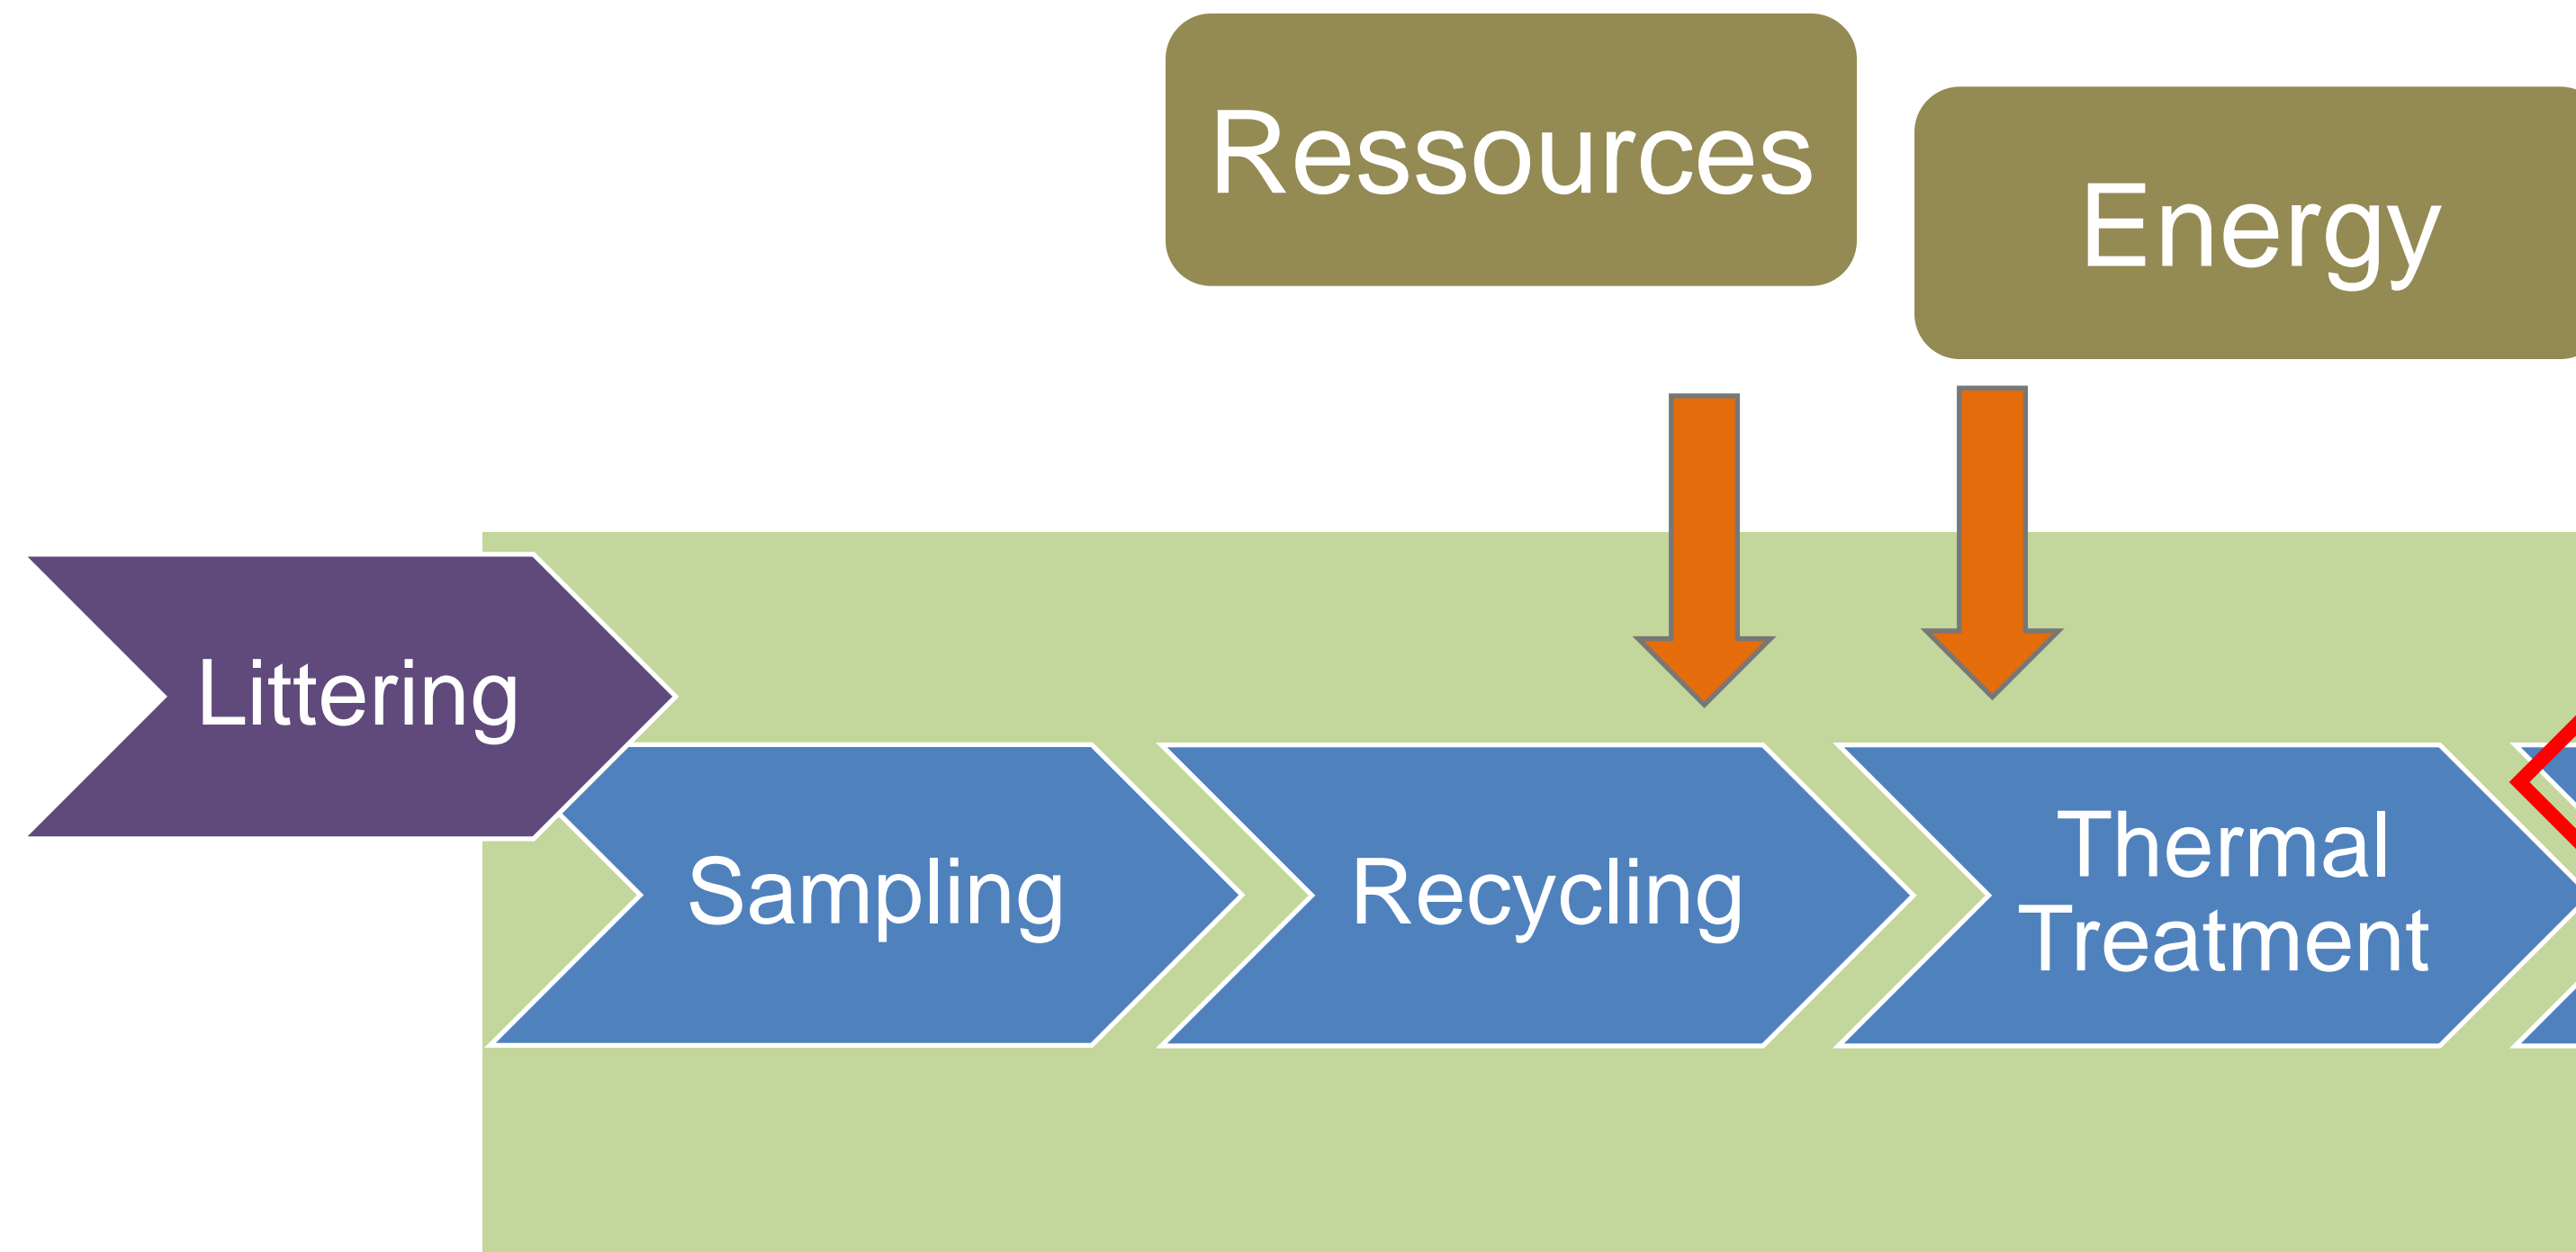 Ressources
Energy
Littering
Sampling
Recycling
Thermal
Treatment